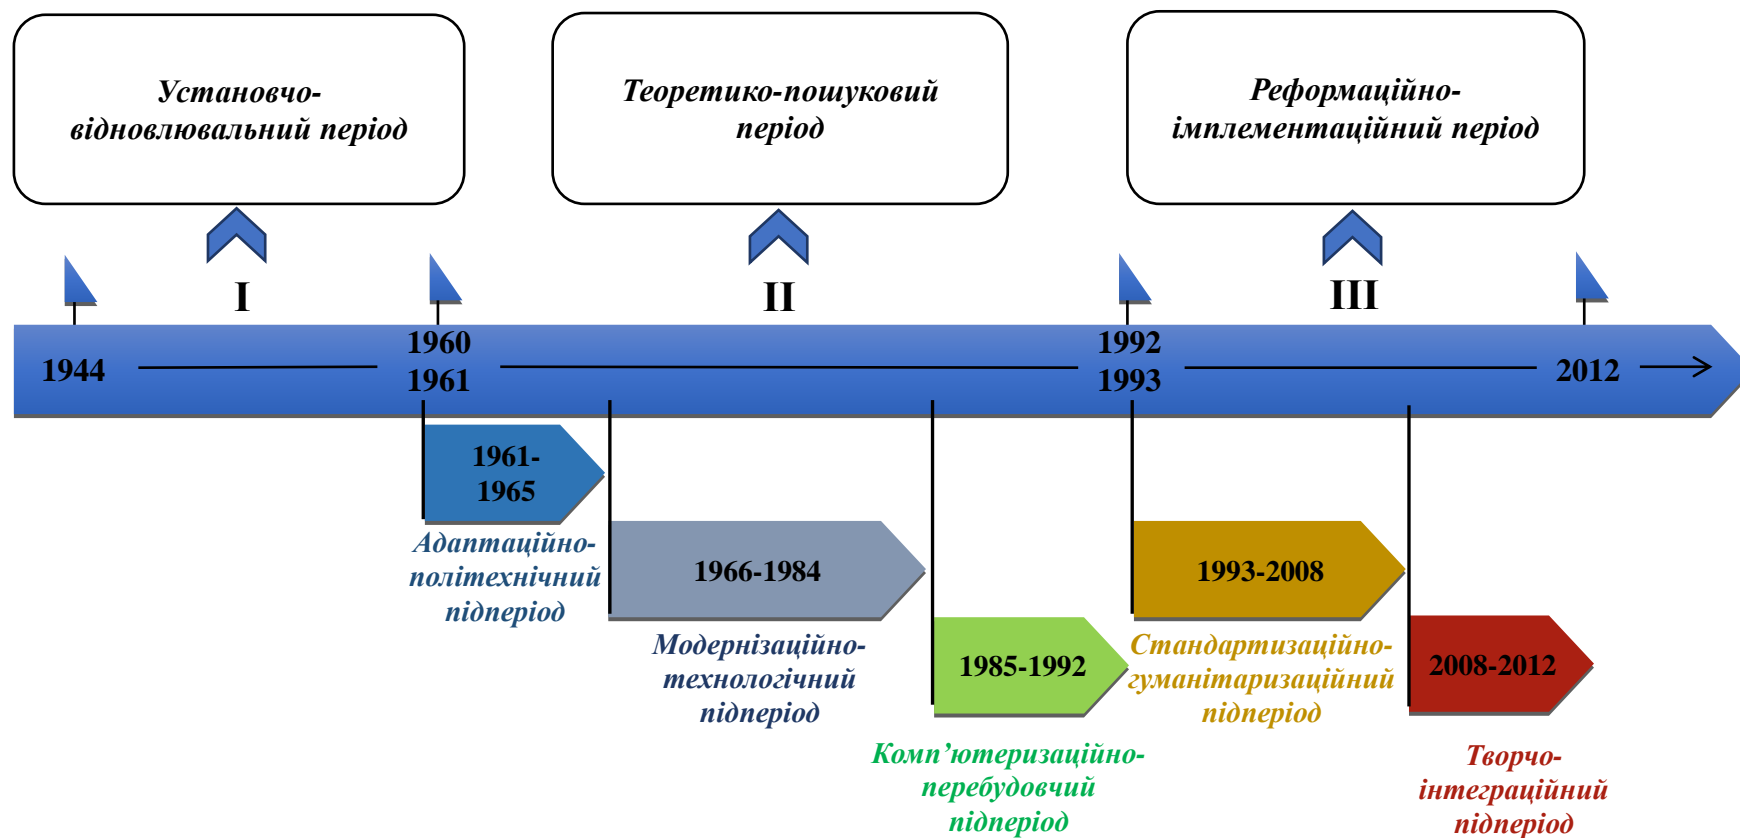 Установчо-
відновлювальний період
Теоретико-пошуковий
період
Реформаційно-
імплементаційний період
I
II
III
1944
1960
1961
1992
1993
2012
1961-
1965
Адаптаційно-
політехнічний
підперіод
1966-1984
Модернізаційно-
технологічний
підперіод
1985-1992
Комп’ютеризаційно-
перебудовчий
підперіод
1993-2008
Стандартизаційно-
гуманітаризаційний
підперіод
2008-2012
Творчо-
інтеграційний
підперіод